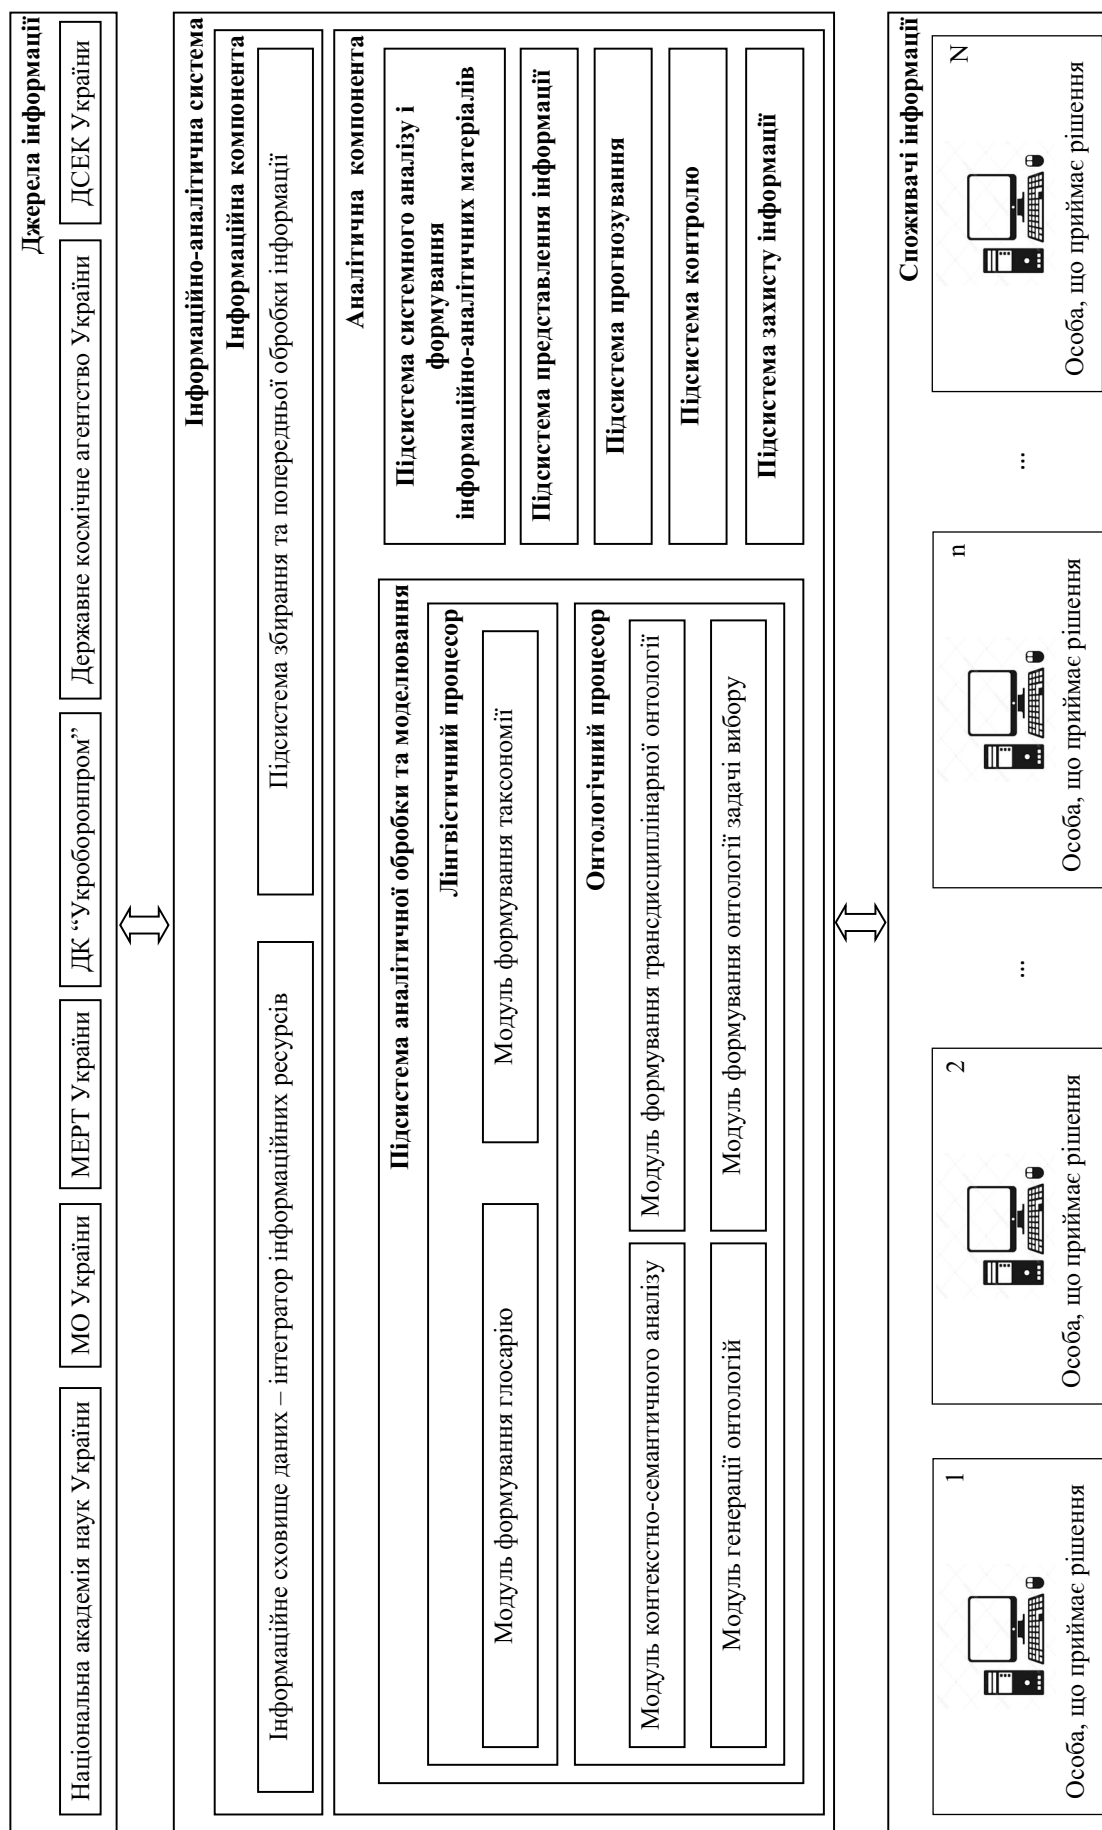 Джерела інформації
Національна академія наук України
МО України
МЕРТ України
ДК “Укроборонпром”
Державне космічне агентство України
ДСЕК України
Інформаційно-аналітична система
Інформаційна компонента
Інформаційне сховище даних – інтегратор інформаційних ресурсів
Підсистема збирання та попередньої обробки інформації
Аналітична компонента
Підсистема аналітичної обробки та моделювання
Лінгвістичний процесор
Модуль формування глосарію
Модуль формування таксономії
Онтологічний процесор
Модуль контекстно-семантичного аналізу
Модуль формування трансдисциплінарної онтології
Модуль генерації онтологій
Модуль формування онтології задачі вибору
Підсистема системного аналізу і
формування
інформаційно-аналітичних матеріалів
Підсистема представлення інформації
Підсистема прогнозування
Підсистема контролю
Підсистема захисту інформації
Споживачі інформації
1
Особа, що приймає рішення
2
Особа, що приймає рішення
...
n
Особа, що приймає рішення
...
N
Особа, що приймає рішення